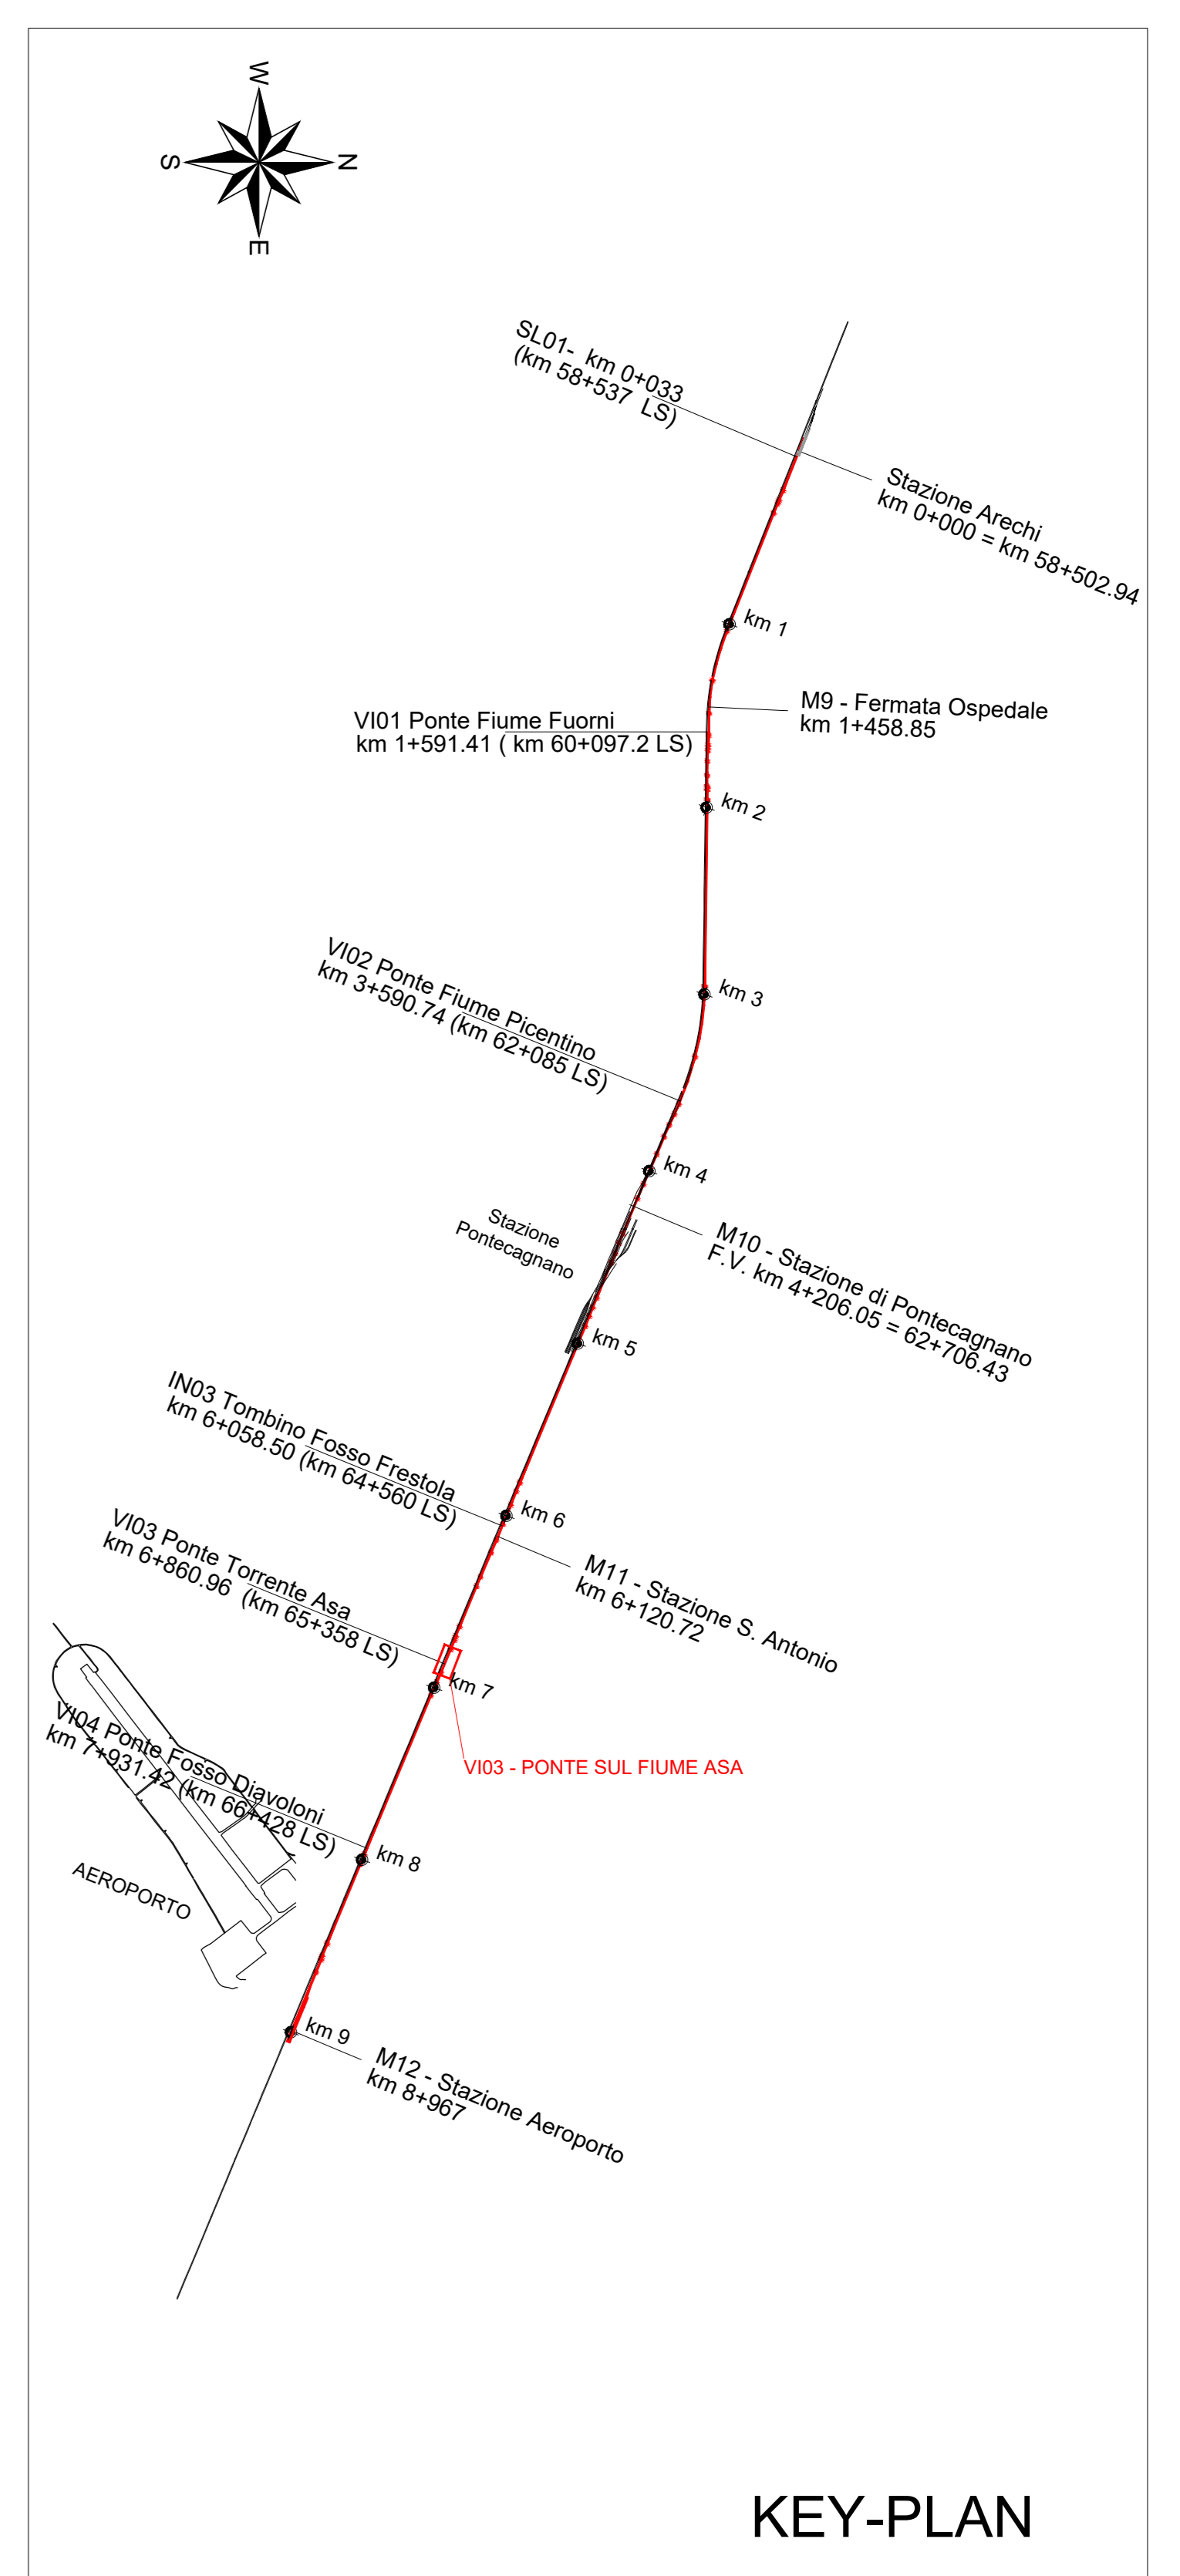 W
S
N
E
SL01-  km 0+033
(km 58+537  LS)
Stazione Arechi
km 0+000 = km 58+502.94
km 1
M9 - Fermata Ospedale
km 1+458.85
VI01 Ponte Fiume Fuorni
km 1+591.41 ( km 60+097.2 LS)
km 2
VI02 Ponte Fiume Picentino
km 3+590.74 (km 62+085 LS)
km 3
km 4
Stazione
Pontecagnano
M10 - Stazione di Pontecagnano
F.V. km 4+206.05 = 62+706.43
km 5
IN03 Tombino Fosso Frestola
km 6+058.50 (km 64+560 LS)
km 6
M11 - Stazione S. Antonio
km 6+120.72
VI03 Ponte Torrente Asa
km 6+860.96  (km 65+358 LS)
km 7
VI03 - PONTE SUL FIUME ASA
VI04 Ponte Fosso Diavoloni
km 7+931.42 (km 66+428 LS)
km 8
AEROPORTO
km 9
M12 - Stazione Aeroporto
km 8+967
KEY-PLAN